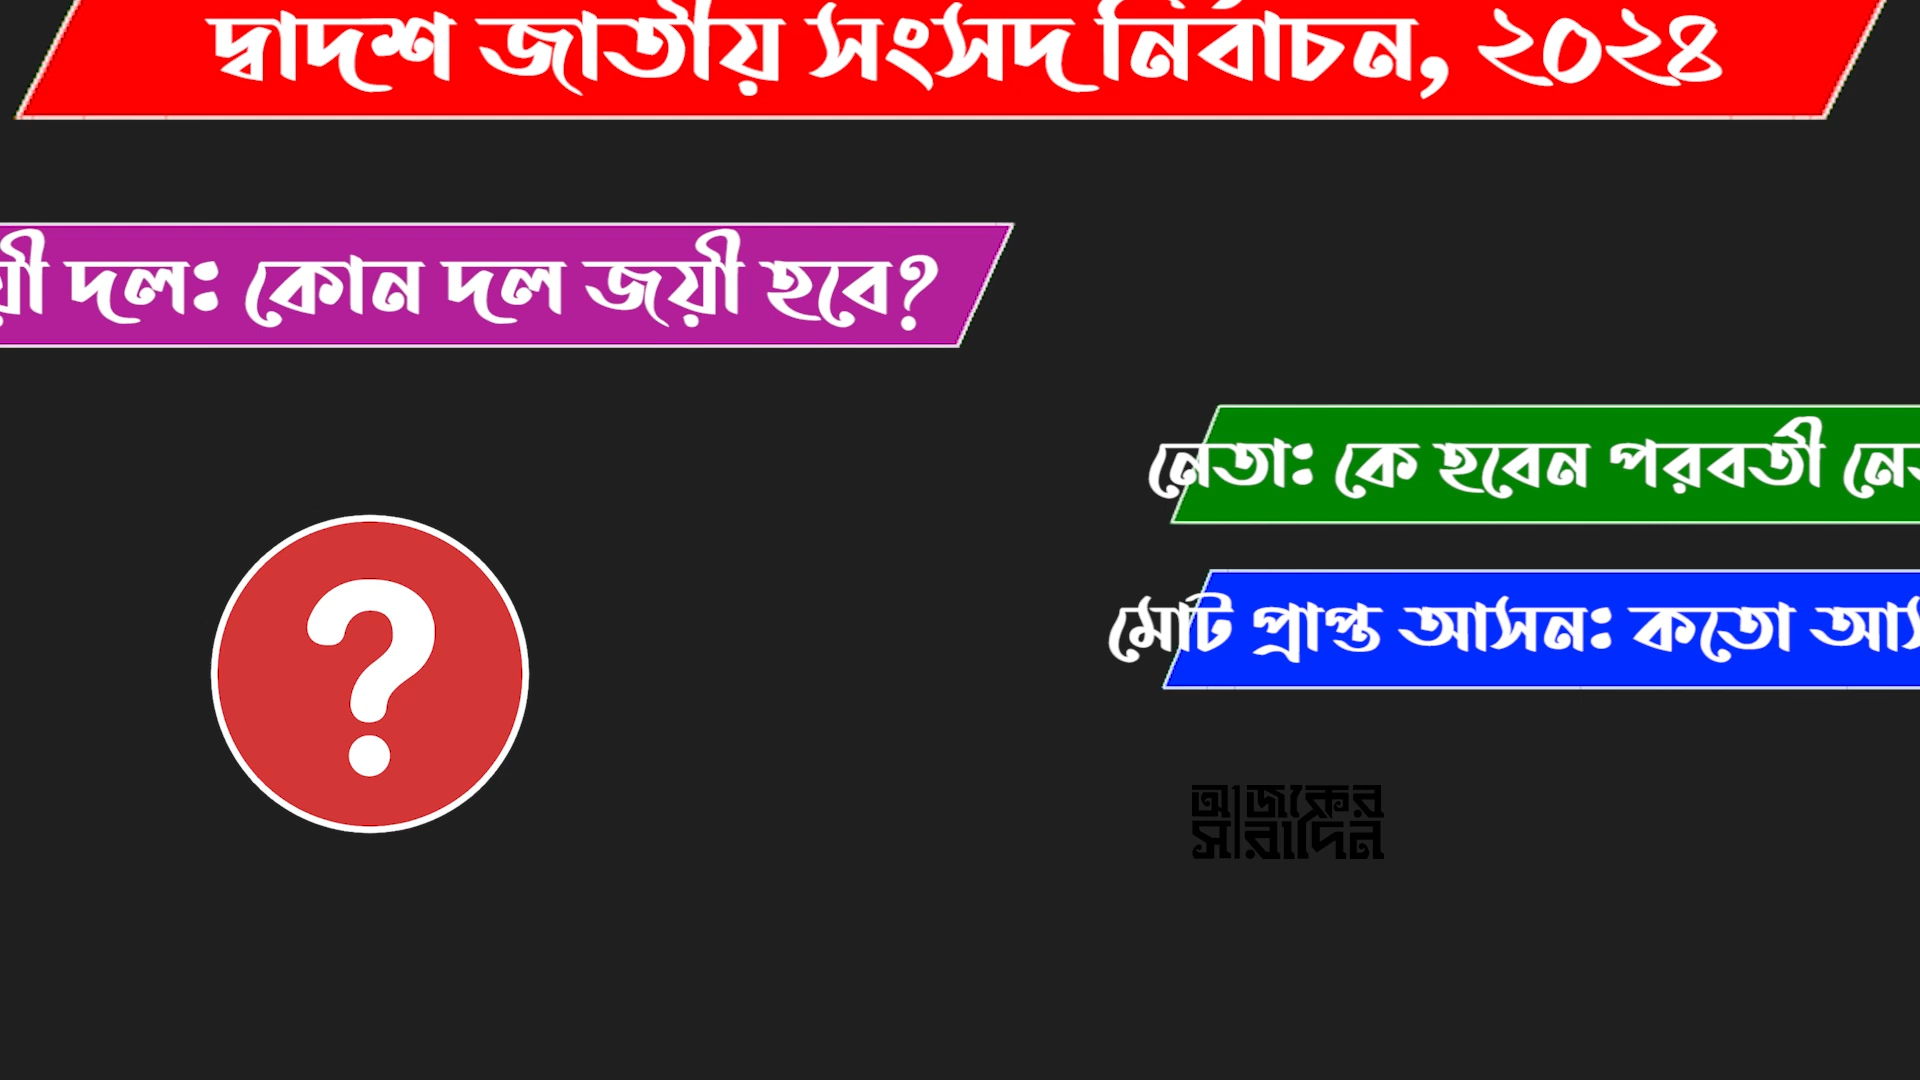 দ্বাদশ জাতীয় সংসদ নির্বাচন, ২০২৪
দল: কোন দল জয়ী হবে?
নেতা: কে হবেন পরবর্তী
মোট প্রাপ্ত আসন: কতো
?
আজকের
সারাদিন